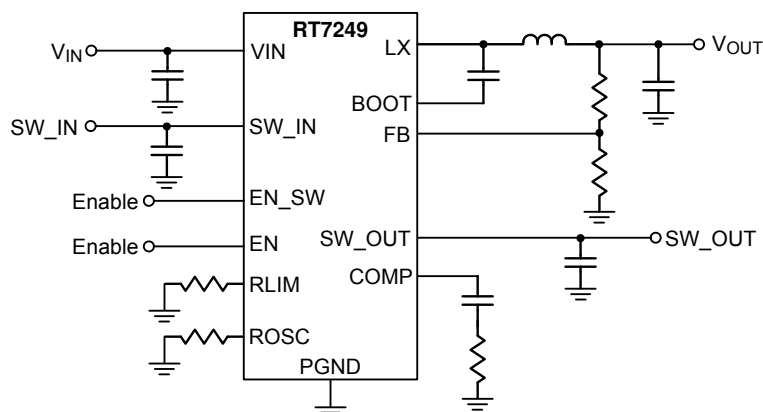 RT7249
VIN
VIN
LX
VOUT
BOOT
SW_IN
SW_IN
FB
Enable
EN_SW
Enable
EN
SW_OUT
SW_OUT
RLIM
COMP
ROSC
PGND